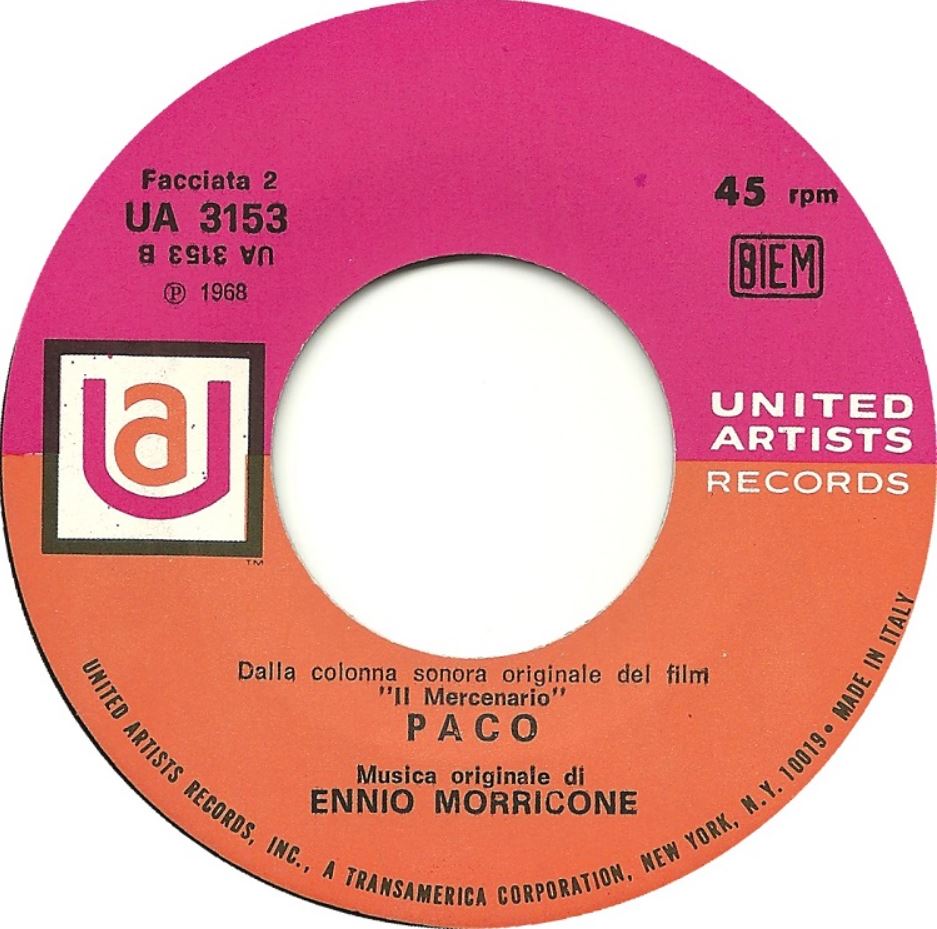 Facciata 2
UA 3153
UA 3153 B
℗ 1968
45 rpm
BIEM
ua
TM
UNITED
ARTISTS
RECORDS
Dalla colonna sonora originale del film
"Il Mercenario"
PACO
Musica originale di
ENNIO MORRICONE
UNITED ARTISTS RECORDS, INC., A TRANSAMERICA CORPORATION, NEW YORK, N.Y. 10019 • MADE IN ITALY